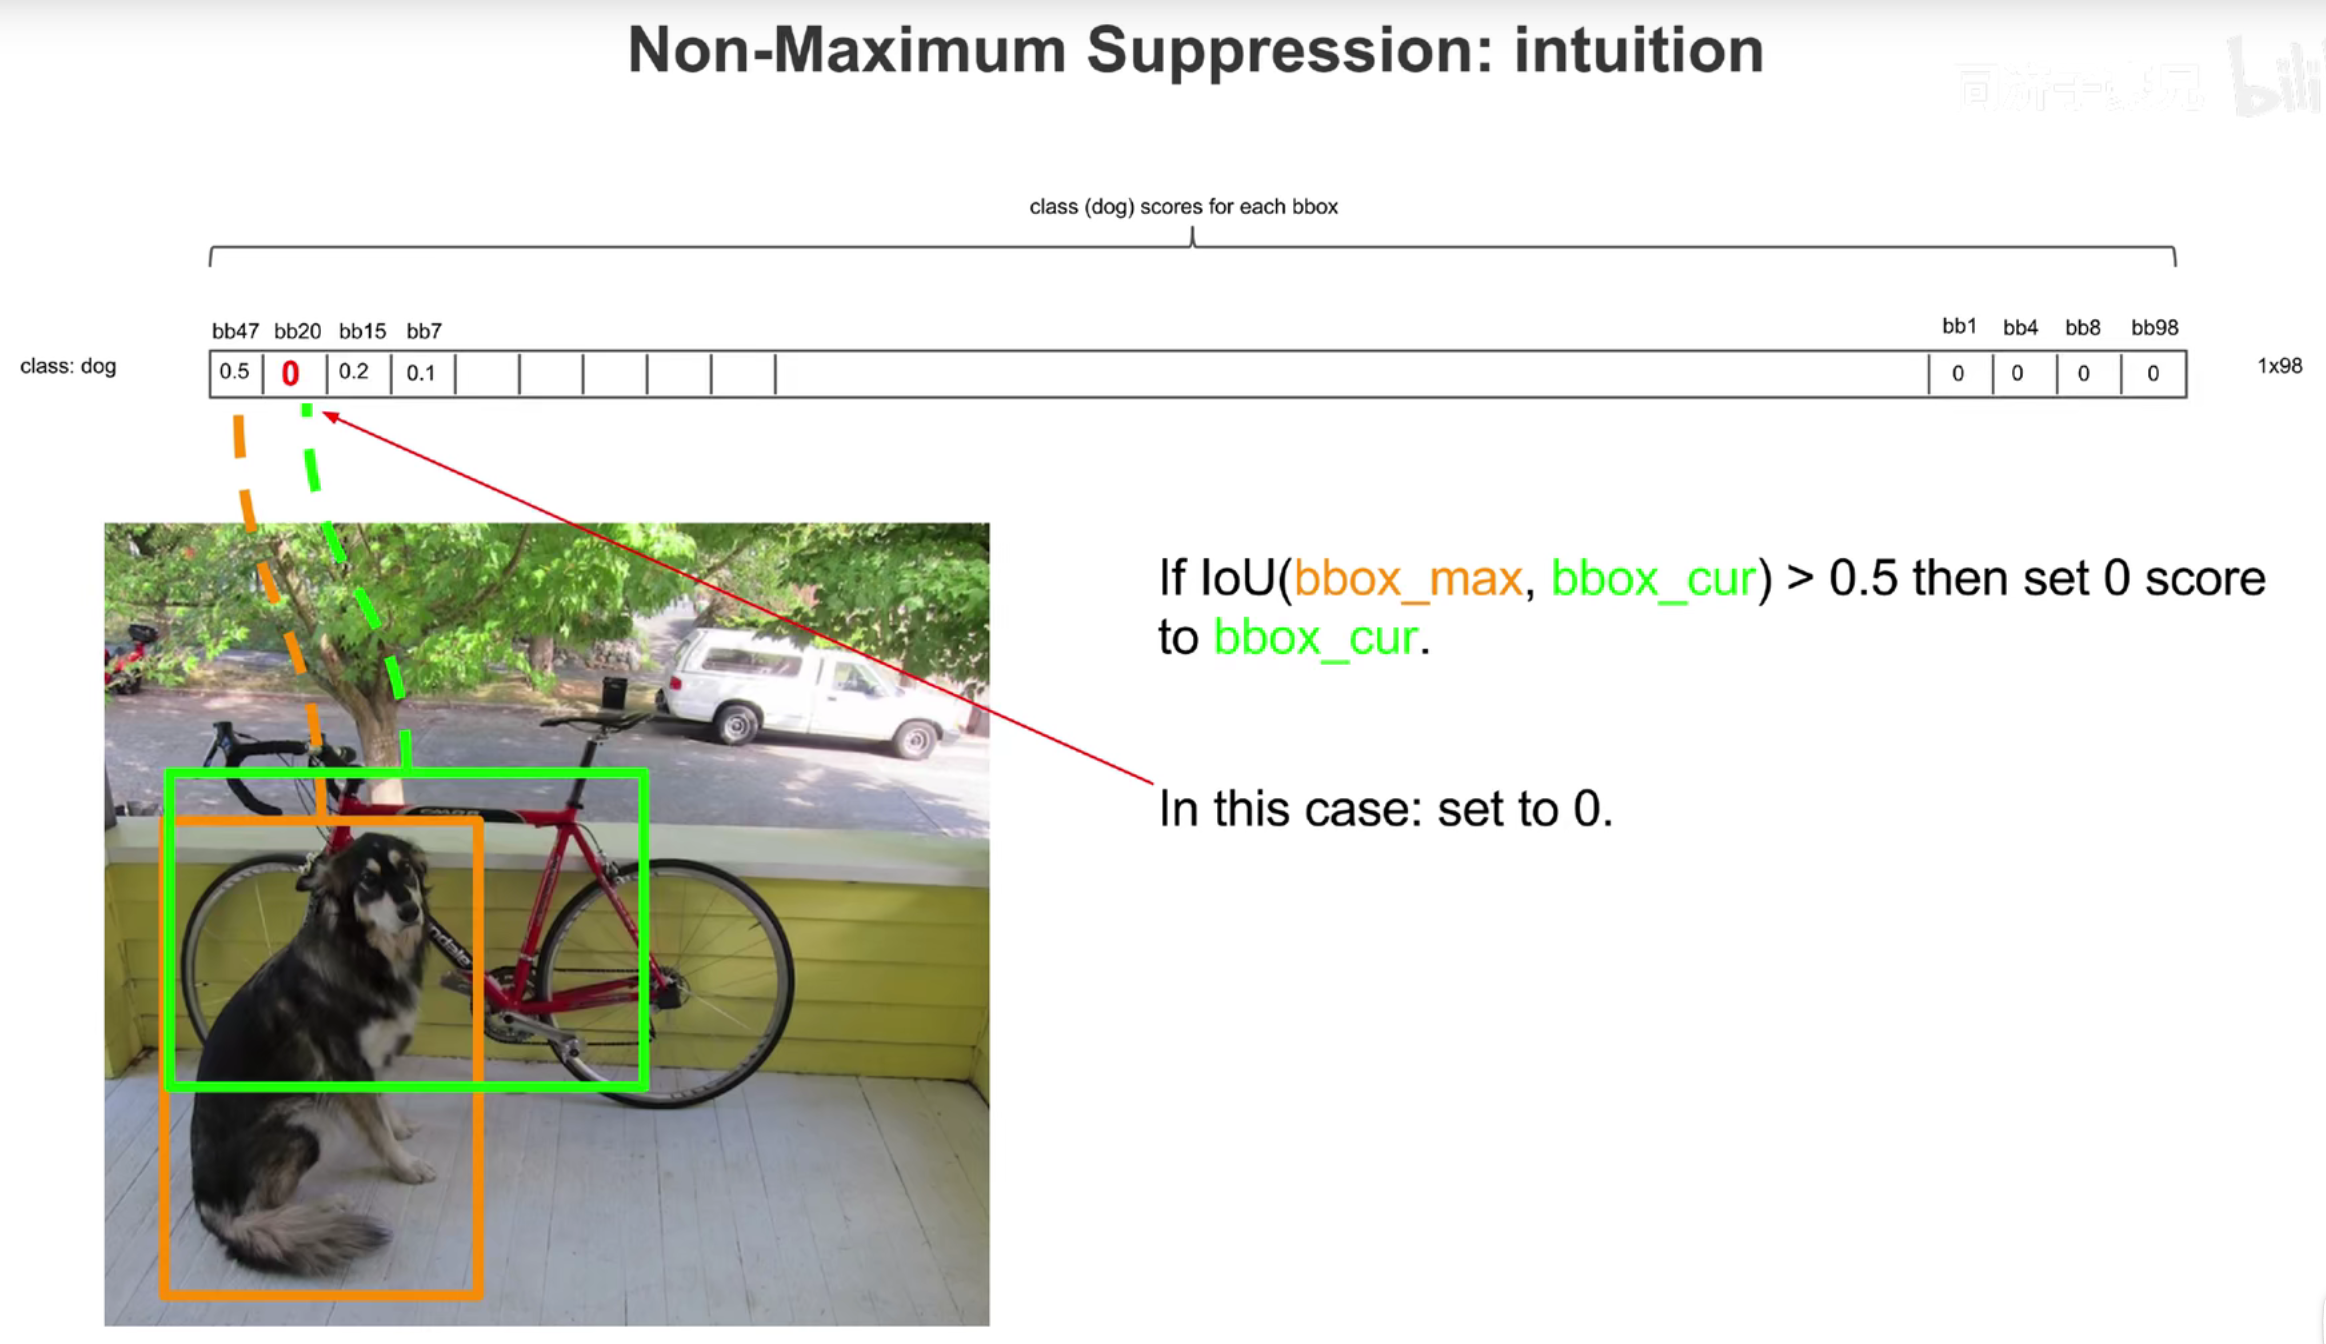 Non-Maximum Suppression: intuition
bili
class (dog) scores for each bbox
bb47 bb20 bb15 bb7
bb1 bb4 bb8 bb98
class: dog
0.5 0 0.2 0.1
0 0 0 0
1x98
If IoU(bbox_max, bbox_cur) > 0.5 then set 0 score
to bbox_cur.
In this case: set to 0.
ndale